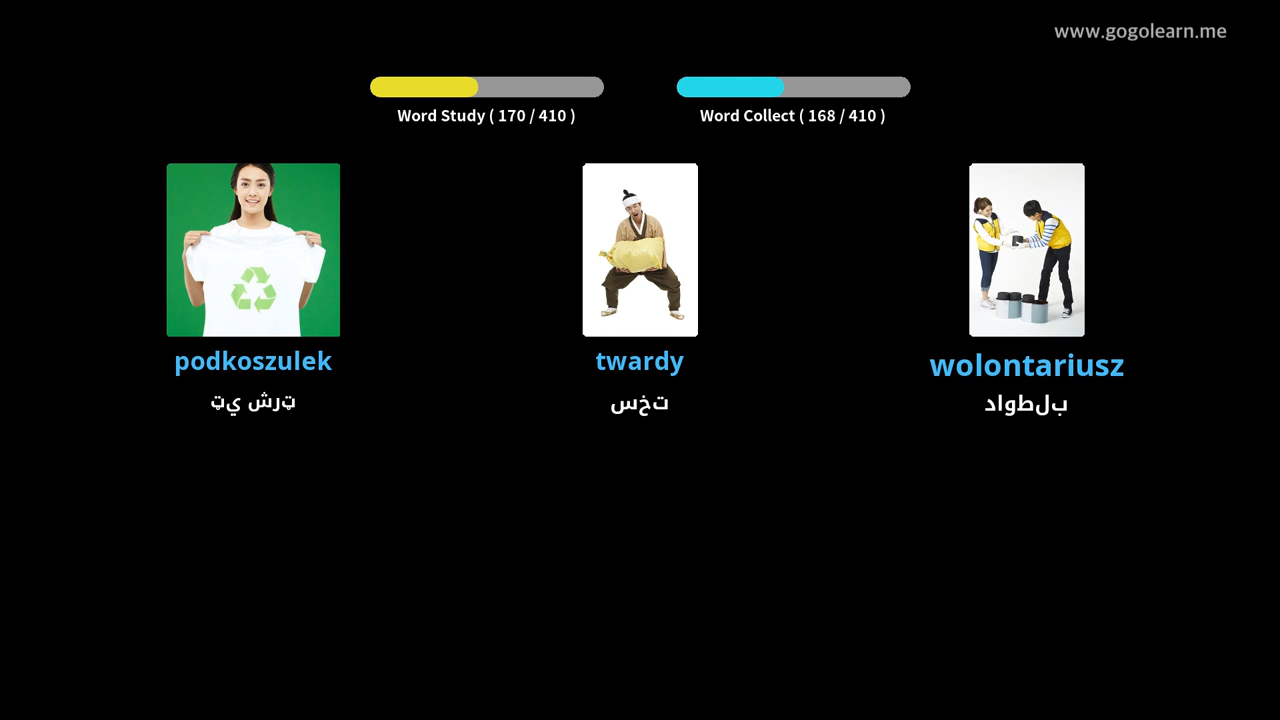 www.gogolearn.me
Word Study ( 170 / 410 )
Word Collect ( 168 / 410 )
podkoszulek
twardy
wolontariusz
ټرش يټ
تخس
بلطواد